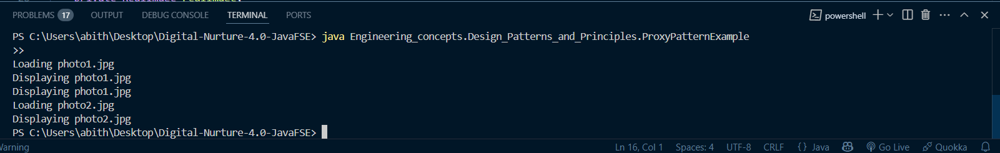 PROBLEMS 17 OUTPUT DEBUG CONSOLE TERMINAL PORTS powershell
PS C:\Users\abith\Desktop\Digital-Nurture-4.0-JavaFSE> java Engineering_concepts.Design_Patterns_and_Principles.ProxyPatternExample
>>
Loading photo1.jpg
Displaying photo1.jpg
Displaying photo1.jpg
Loading photo2.jpg
Displaying photo2.jpg
PS C:\Users\abith\Desktop\Digital-Nurture-4.0-JavaFSE>
Warning Ln 16, Col 1 Spaces: 4 UTF-8 CRLF {} Java Go Live Quokka